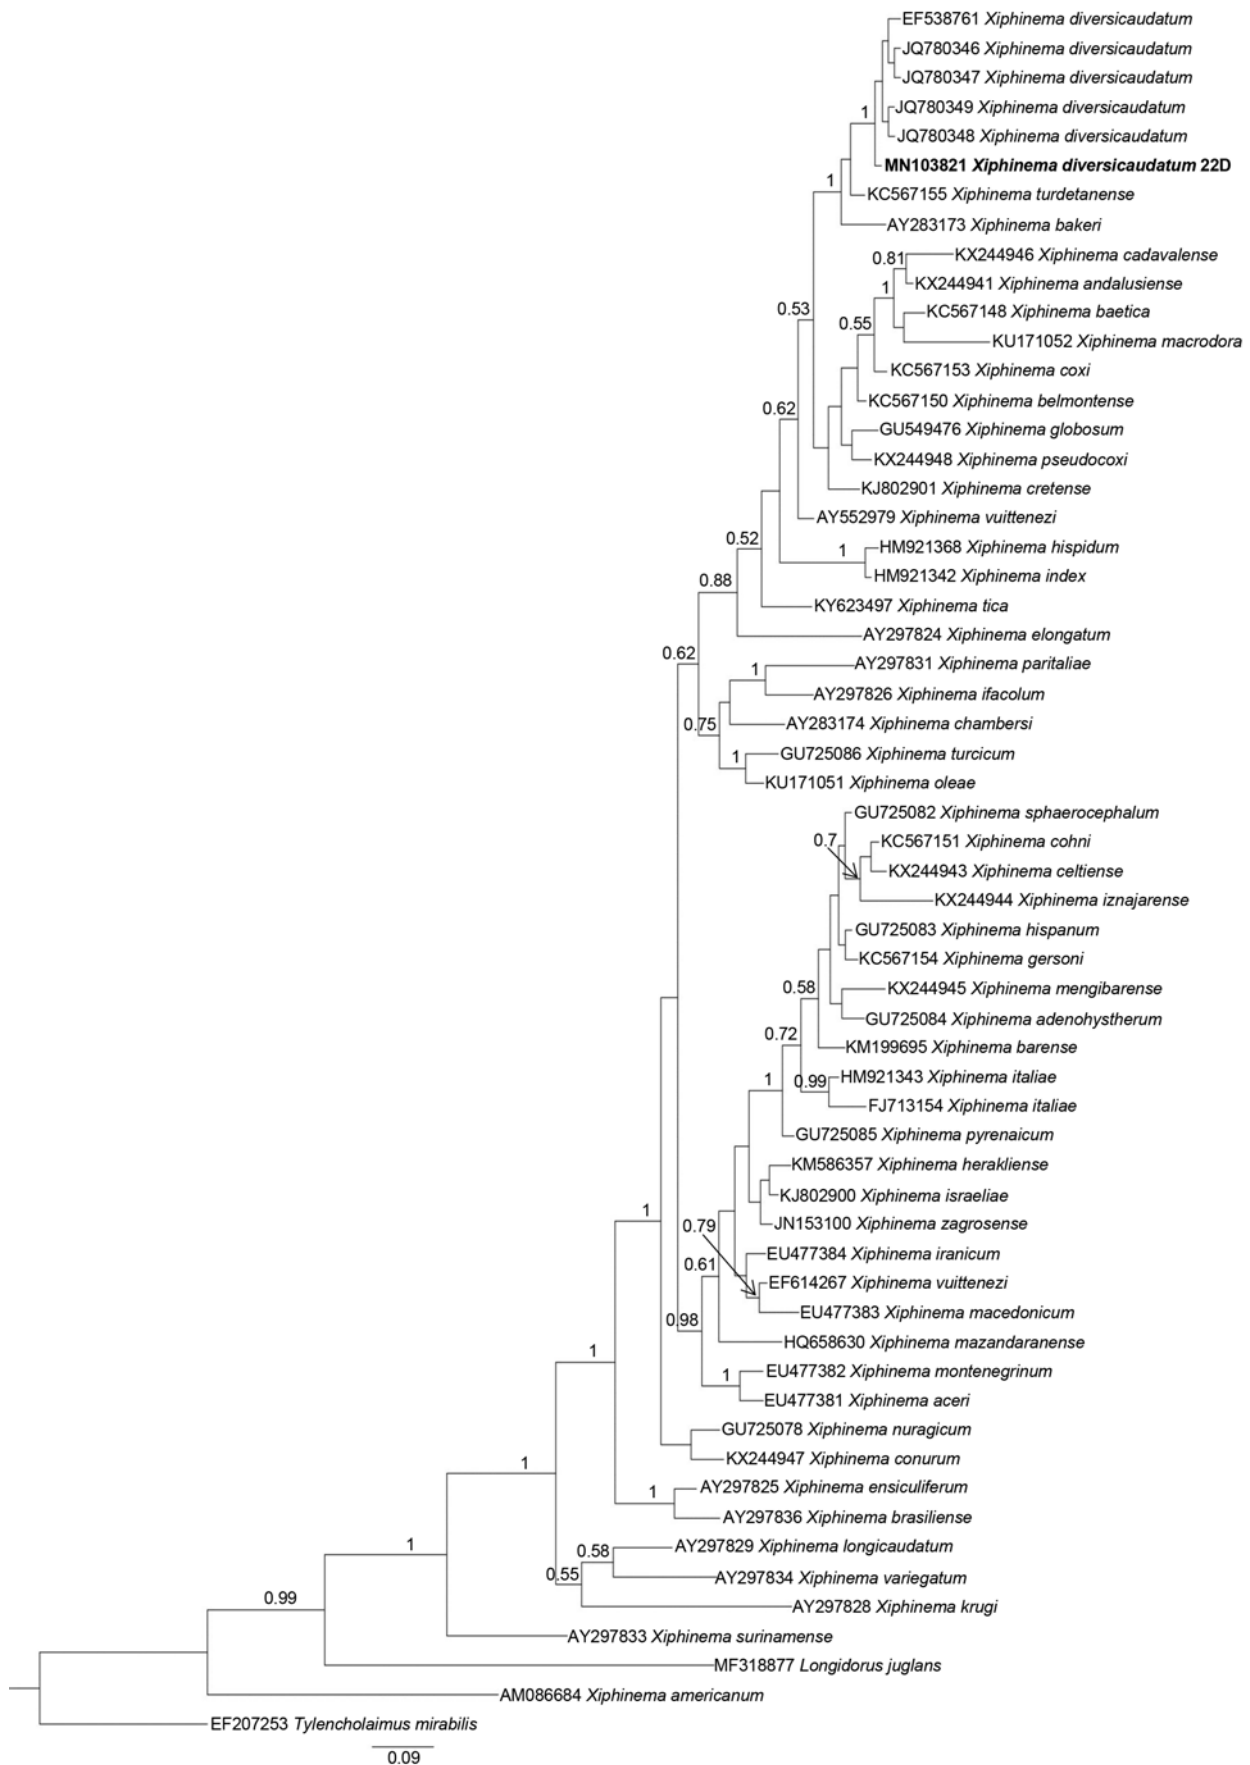 EF538761 Xiphinema diversicaudatum
JQ780346 Xiphinema diversicaudatum
JQ780347 Xiphinema diversicaudatum
JQ780349 Xiphinema diversicaudatum
1
JQ780348 Xiphinema diversicaudatum
MN103821 Xiphinema diversicaudatum 22D
1
KC567155 Xiphinema turdetanense
AY283173 Xiphinema bakeri
KX244946 Xiphinema cadavalense
0.81
KX244941 Xiphinema andalusiense
1
KC567148 Xiphinema baetica
0.53
0.55
KU171052 Xiphinema macrodora
KC567153 Xiphinema coxi
KC567150 Xiphinema belmontense
0.62
GU549476 Xiphinema globosum
KX244948 Xiphinema pseudocoxi
KJ802901 Xiphinema cretense
AY552979 Xiphinema vuittenezi
0.52
1
HM921368 Xiphinema hispidum
HM921342 Xiphinema index
0.88
KY623497 Xiphinema tica
AY297824 Xiphinema elongatum
0.62
1
AY297831 Xiphinema paritaliae
AY297826 Xiphinema ifacolum
0.75
AY283174 Xiphinema chambersi
1
GU725086 Xiphinema turcicum
KU171051 Xiphinema oleae
GU725082 Xiphinema sphaerocephalum
0.7
KC567151 Xiphinema cohni
KX244943 Xiphinema celtiense
KX244944 Xiphinema iznajarense
GU725083 Xiphinema hispanum
KC567154 Xiphinema gersoni
0.58
KX244945 Xiphinema mengibarense
GU725084 Xiphinema adenohystherum
0.72
KM199695 Xiphinema barense
1
0.99
HM921343 Xiphinema italiae
FJ713154 Xiphinema italiae
GU725085 Xiphinema pyrenaicum
KM586357 Xiphinema herakliense
KJ802900 Xiphinema israeliae
1
0.79
JN153100 Xiphinema zagrosense
EU477384 Xiphinema iranicum
0.61
EF614267 Xiphinema vuittenezi
EU477383 Xiphinema macedonicum
0.98
HQ658630 Xiphinema mazandaranense
1
1
EU477382 Xiphinema montenegrinum
EU477381 Xiphinema aceri
GU725078 Xiphinema nuragicum
KX244947 Xiphinema conurum
1
1
AY297825 Xiphinema ensiculiferum
AY297836 Xiphinema brasiliense
1
0.58
AY297829 Xiphinema longicaudatum
0.55
AY297834 Xiphinema variegatum
0.99
AY297828 Xiphinema krugi
AY297833 Xiphinema surinamense
MF318877 Longidorus juglans
AM086684 Xiphinema americanum
EF207253 Tylencholaimus mirabilis
0.09